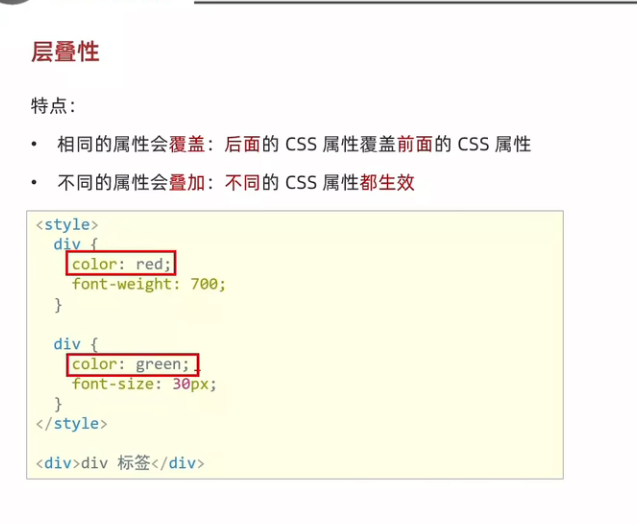 层叠性
特点：
• 相同的属性会覆盖：后面的 CSS 属性覆盖前面的 CSS 属性
• 不同的属性会叠加：不同的 CSS 属性都生效
<style>
  div {
    color: red;
    font-weight: 700;
  }

  div {
    color: green;
    font-size: 30px;
  }
</style>

<div>div 标签</div>